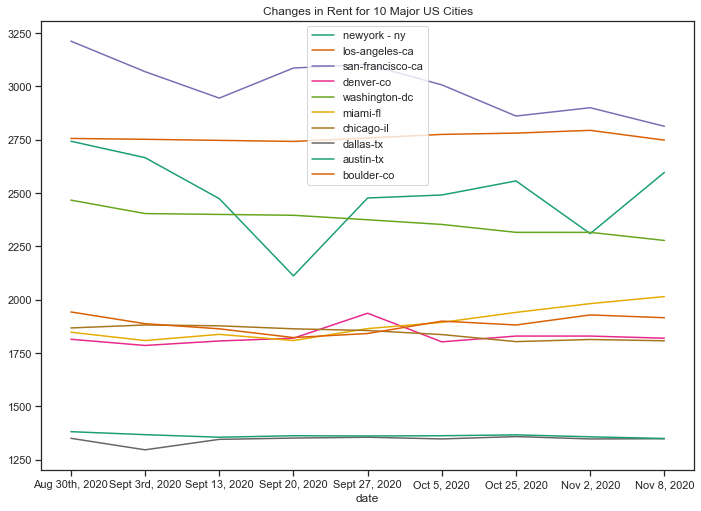 Changes in Rent for 10 Major US Cities
newyork - ny
los-angeles-ca
san-francisco-ca
denver-co
washington-dc
miami-fl
chicago-il
dallas-tx
austin-tx
boulder-co
3250
3000
2750
2500
2250
2000
1750
1500
1250
Aug 30th, 2020 Sept 3rd, 2020 Sept 13, 2020 Sept 20, 2020 Sept 27, 2020 Oct 5, 2020 Oct 25, 2020 Nov 2, 2020 Nov 8, 2020
date